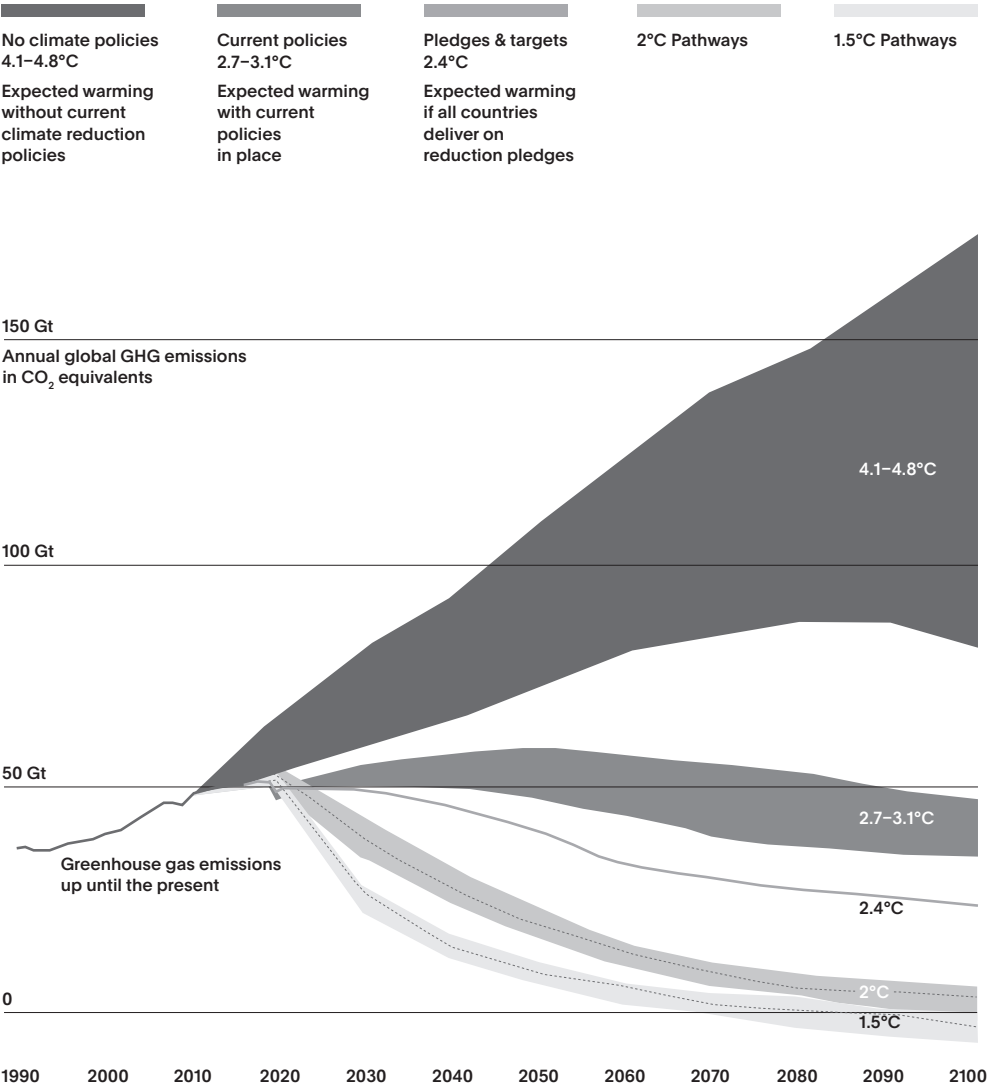 No climate policies
4.1–4.8°C
Expected warming
without current
climate reduction
policies
Current policies
2.7–3.1°C
Expected warming
with current
policies
in place
Pledges & targets
2.4°C
Expected warming
if all countries
deliver on
reduction pledges
2°C Pathways
1.5°C Pathways
150 Gt
Annual global GHG emissions
in CO₂ equivalents
4.1–4.8°C
100 Gt
50 Gt
2.7–3.1°C
Greenhouse gas emissions
up until the present
2.4°C
0
2°C
1.5°C
1990 2000 2010 2020 2030 2040 2050 2060 2070 2080 2090 2100